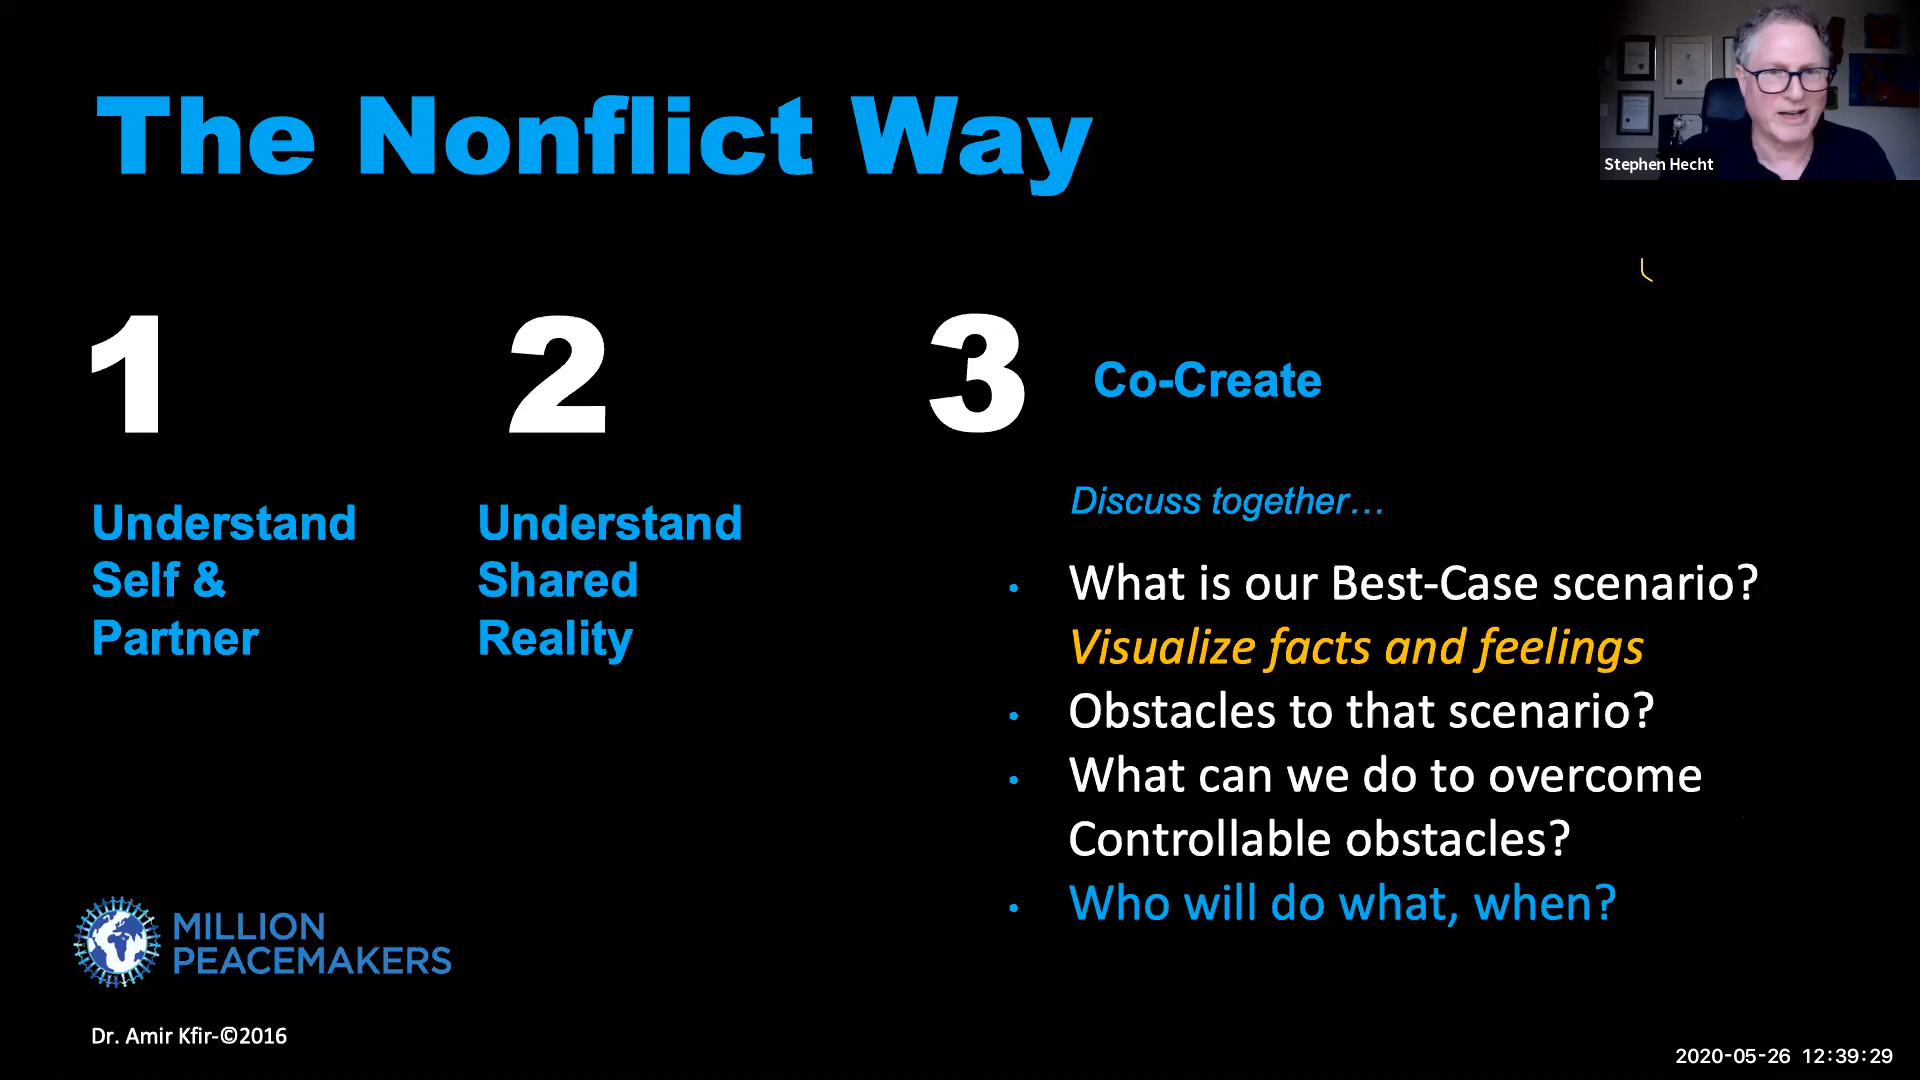 The Nonflict Way
Stephen Hecht
1
2
3
Co-Create
Understand
Self &
Partner
Understand
Shared
Reality
Discuss together…
• What is our Best-Case scenario?
Visualize facts and feelings
• Obstacles to that scenario?
• What can we do to overcome
Controllable obstacles?
• Who will do what, when?
MILLION
PEACEMAKERS
Dr. Amir Kfir-©2016
2020-05-26 12:39:29